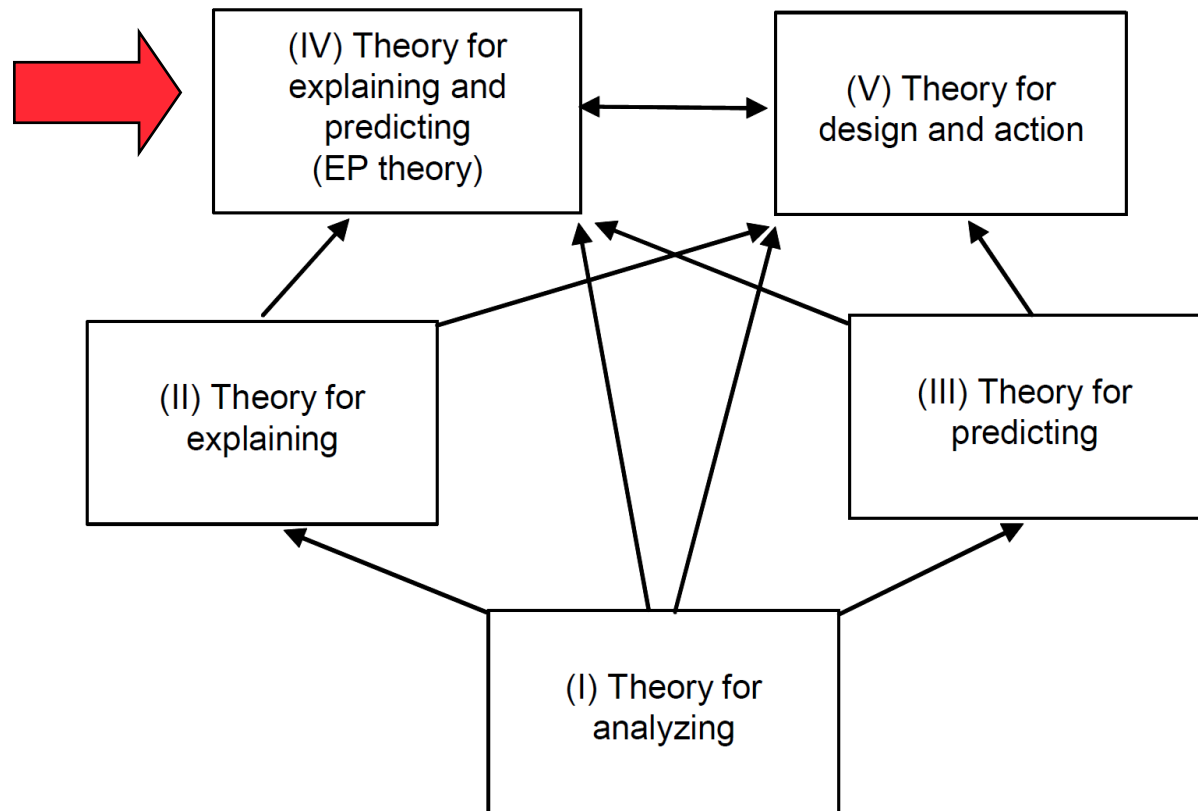 (IV) Theory for
explaining and
predicting
(EP theory)
(V) Theory for
design and action
(II) Theory for
explaining
(III) Theory for
predicting
(I) Theory for
analyzing